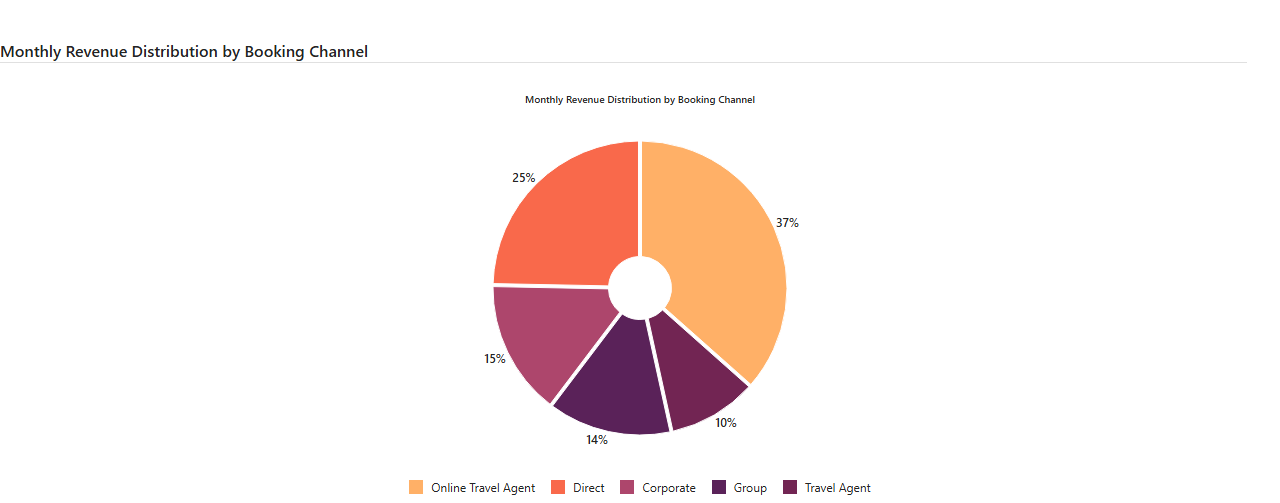 Monthly Revenue Distribution by Booking Channel
Monthly Revenue Distribution by Booking Channel
25%
37%
15%
10%
14%
Online Travel Agent Direct Corporate Group Travel Agent